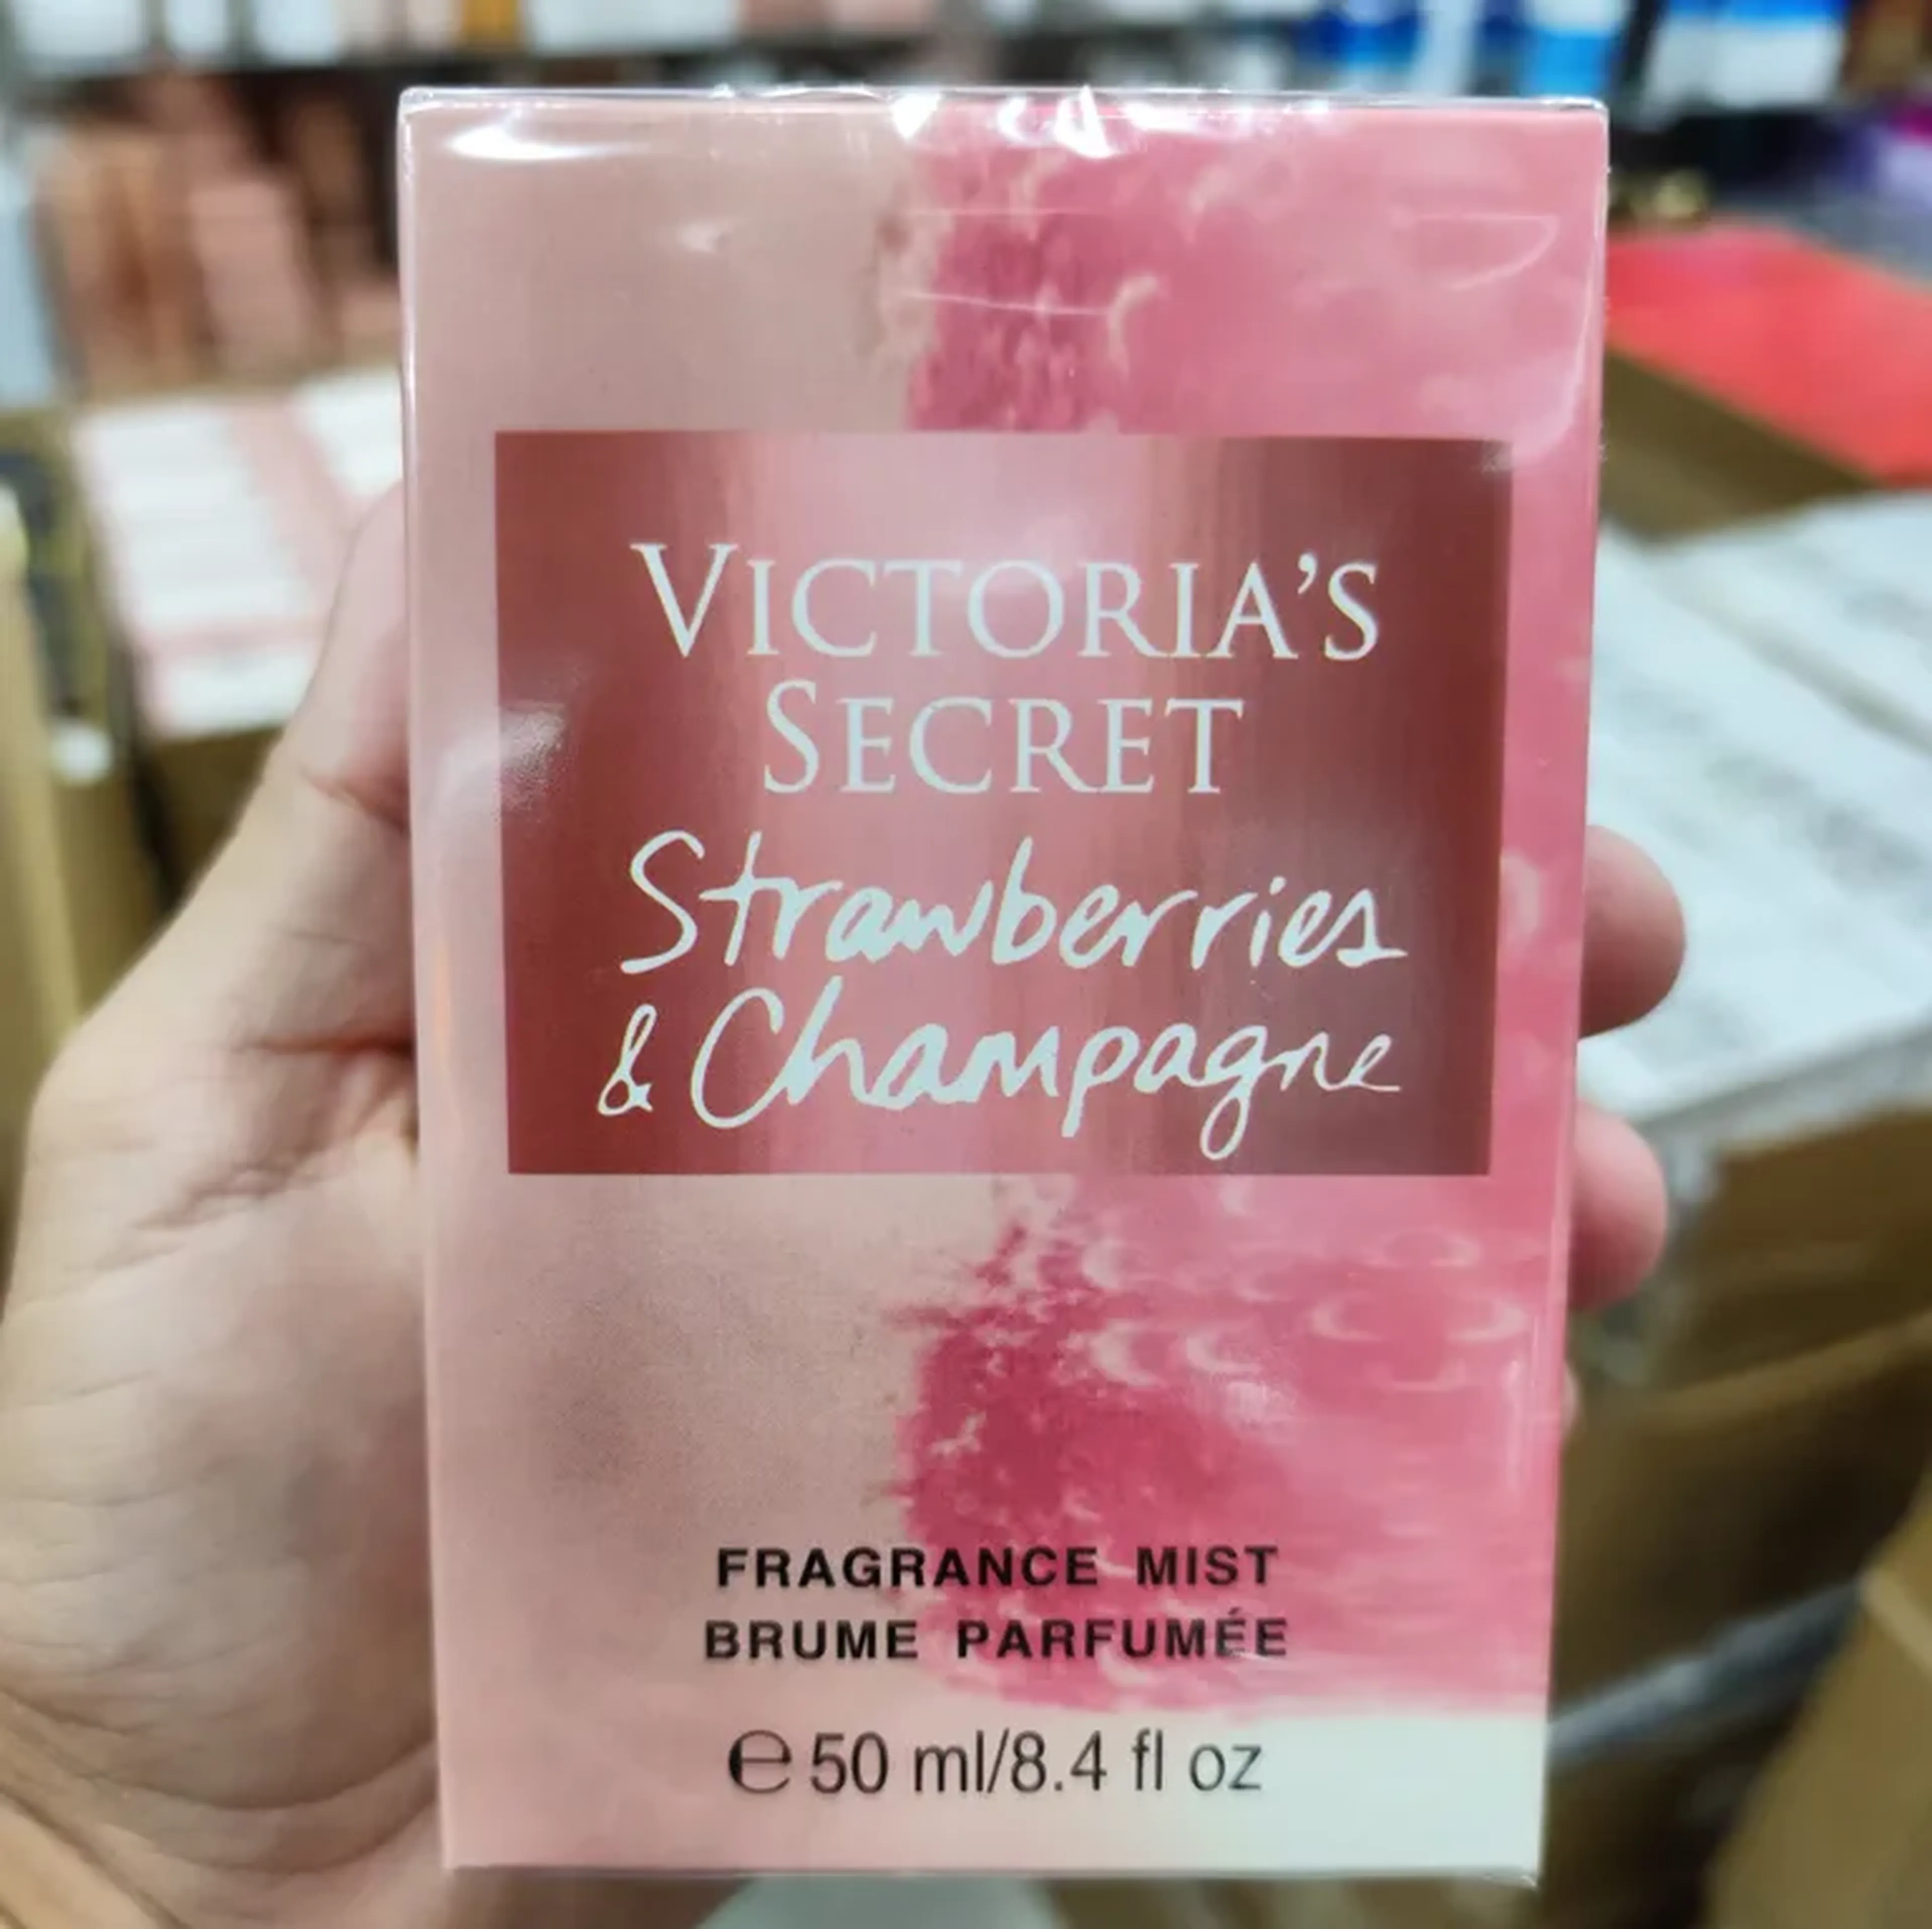 VICTORIA'S
SECRET
Strawberries
& Champagne
FRAGRANCE MIST
BRUME PARFUMÉE
℮ 50 ml/8.4 fl oz